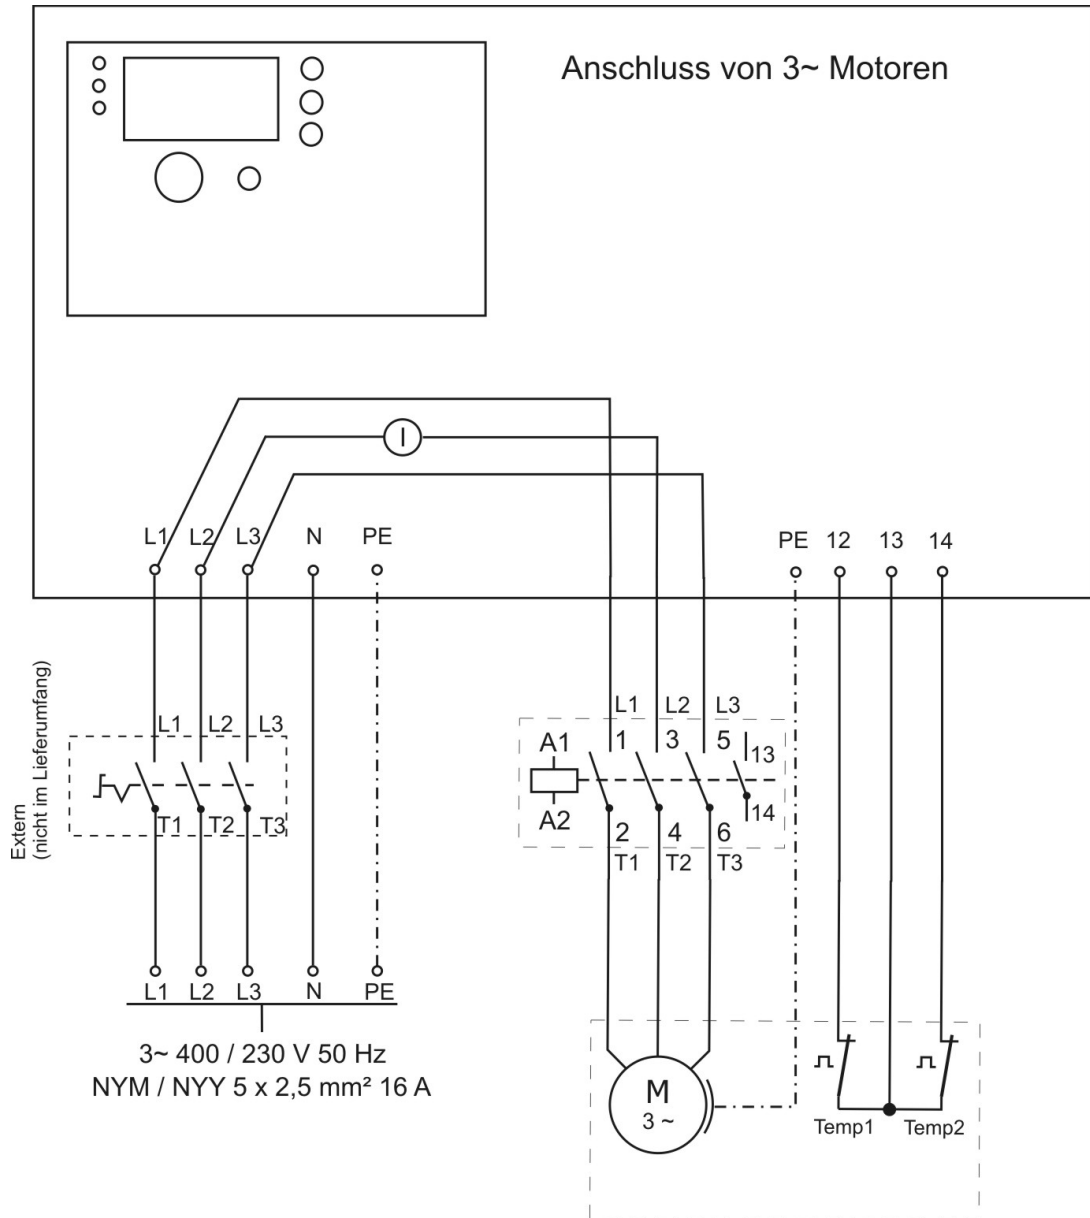 Anschluss von 3~ Motoren
I
L1 L2 L3 N PE
PE 12 13 14
Extern
(nicht im Lieferumfang)
L1 L2 L3
T1 T2 T3
L1 L2 L3
A1 1 3 5 13
A2 2 4 6 14
T1 T2 T3
L1 L2 L3 N PE
3~ 400 / 230 V 50 Hz
NYM / NYY 5 x 2,5 mm² 16 A
M
3 ~
Temp1 Temp2